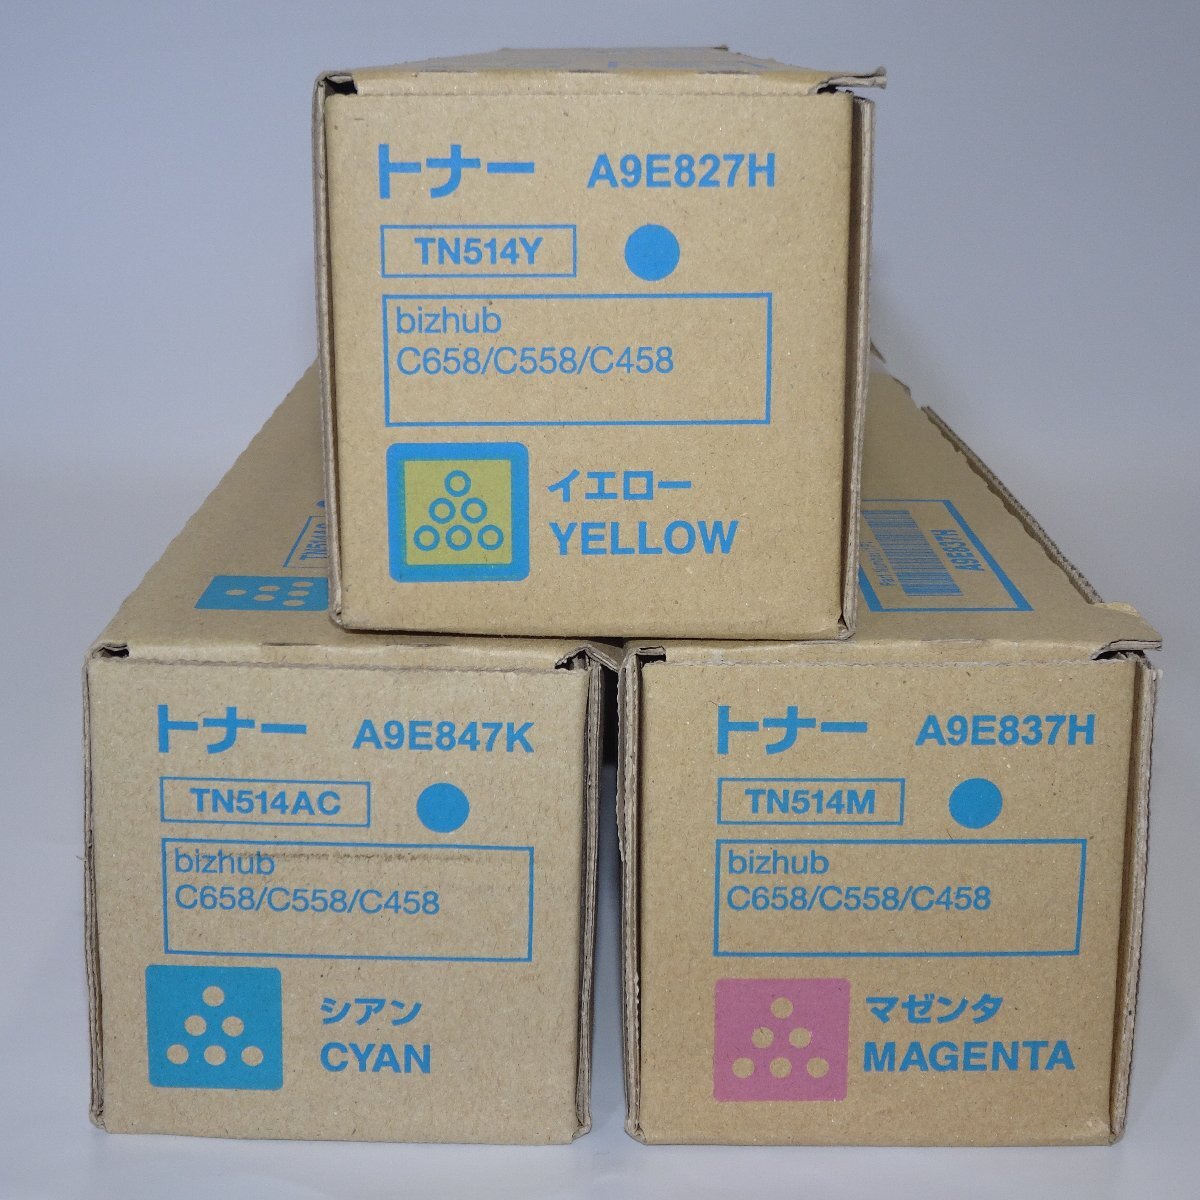 トナー A9E827H
TN514Y
bizhub
C658/C558/C458
イエロー
YELLOW
TN514AC
A9E837H
トナー A9E847K
TN514AC
bizhub
C658/C558/C458
シアン
CYAN
トナー A9E837H
TN514M
bizhub
C658/C558/C458
マゼンタ
MAGENTA